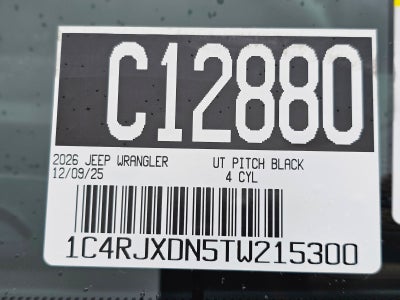 C12880
2026 JEEP WRANGLER UT PITCH BLACK
12/09/25 4 CYL
1C4RJXDN5TW215300